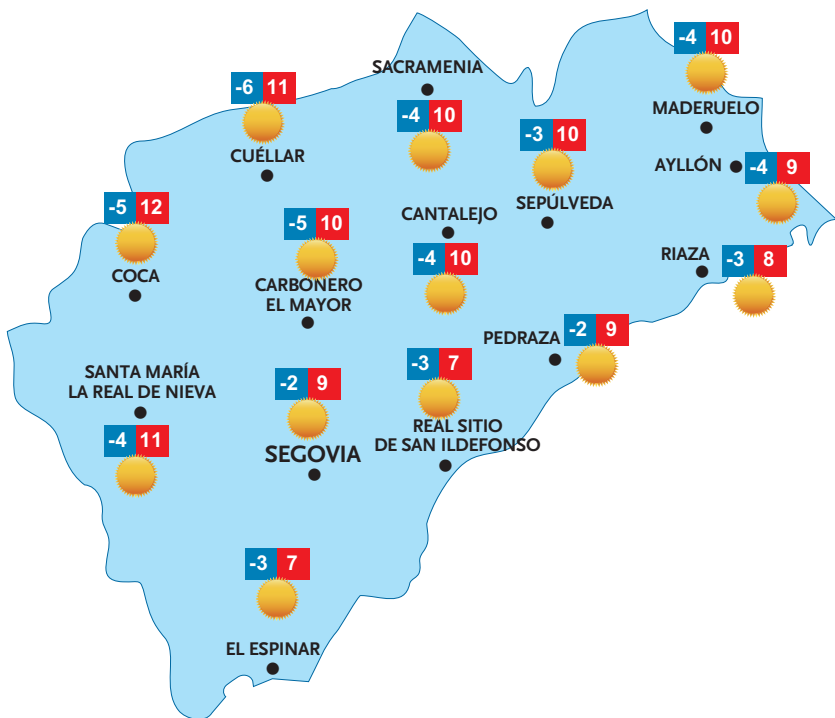 -4 10
MADERUELO
SACRAMENIA
-4 10
-6 11
CUÉLLAR
-3 10
SEPÚLVEDA
AYLLÓN
-4 9
-5 12
COCA
-5 10
CARBONERO
EL MAYOR
CANTALEJO
-4 10
RIAZA
-3 8
PEDRAZA
-2 9
SANTA MARÍA
LA REAL DE NIEVA
-4 11
-2 9
SEGOVIA
-3 7
REAL SITIO
DE SAN ILDEFONSO
-3 7
EL ESPINAR